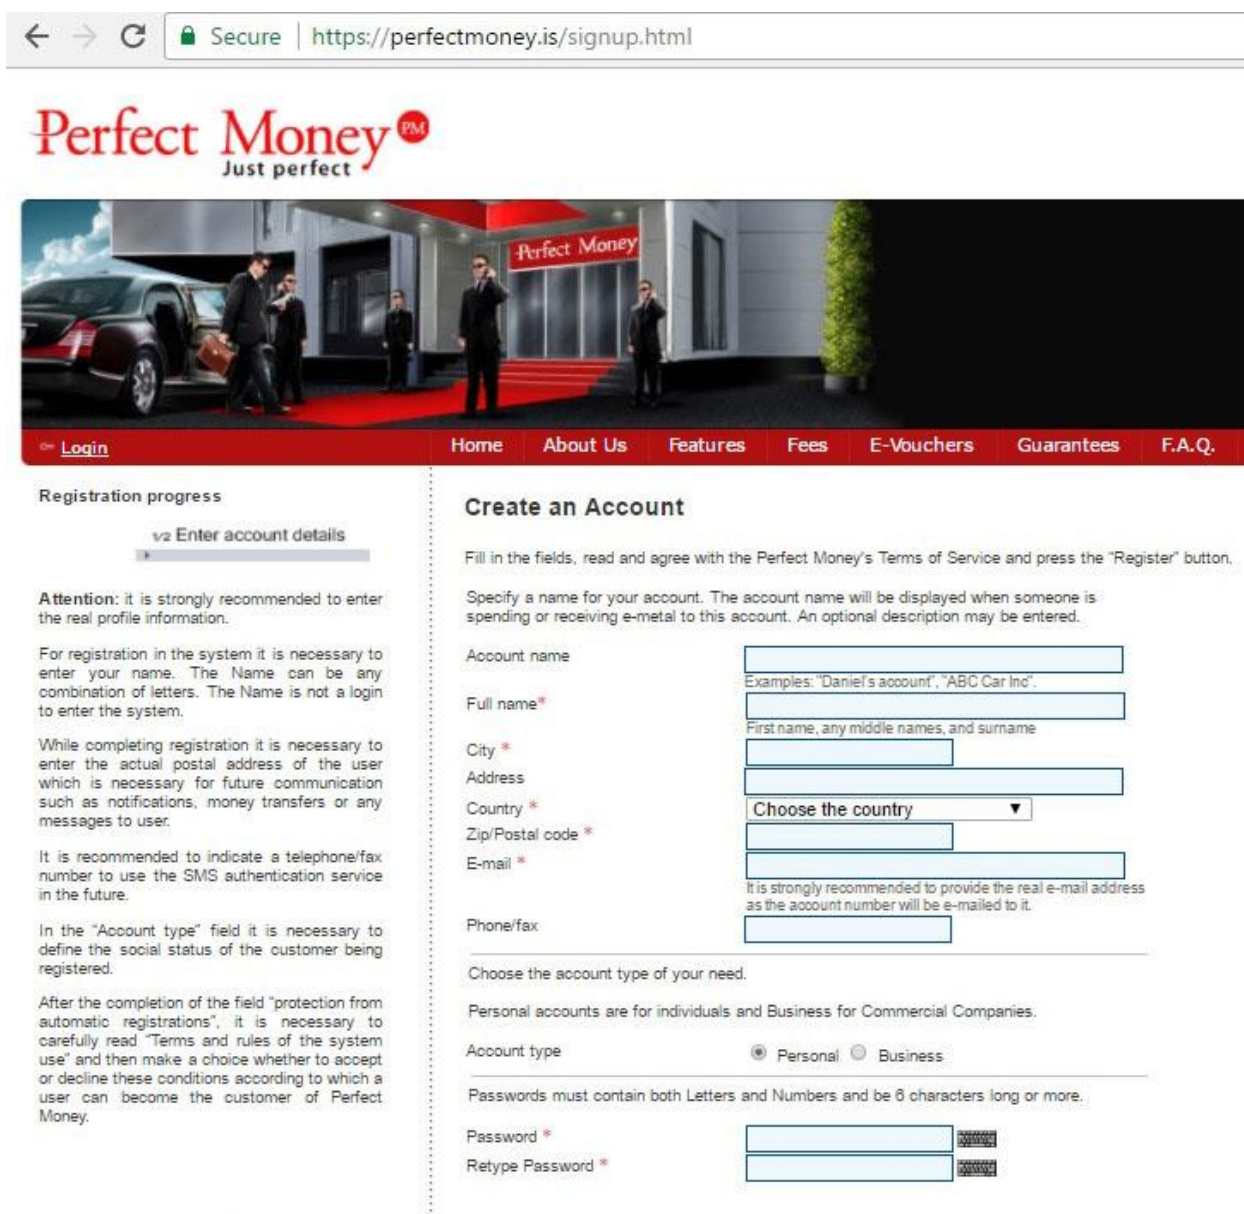 Secure https://perfectmoney.is/signup.html
Perfect Money PM
Just perfect
Perfect Money
Login Home About Us Features Fees E-Vouchers Guarantees F.A.Q.
Registration progress
1/2 Enter account details
Attention: it is strongly recommended to enter
the real profile information.
For registration in the system it is necessary to
enter your name. The Name can be any
combination of letters. The Name is not a login
to enter the system.
While completing registration it is necessary to
enter the actual postal address of the user
which is necessary for future communication
such as notifications, money transfers or any
messages to user.
It is recommended to indicate a telephone/fax
number to use the SMS authentication service
in the future.
In the "Account type" field it is necessary to
define the social status of the customer being
registered.
After the completion of the field "protection from
automatic registrations", it is necessary to
carefully read "Terms and rules of the system
use" and then make a choice whether to accept
or decline these conditions according to which a
user can become the customer of Perfect
Money.
Create an Account
Fill in the fields, read and agree with the Perfect Money's Terms of Service and press the "Register" button.
Specify a name for your account. The account name will be displayed when someone is
spending or receiving e-metal to this account. An optional description may be entered.
Account name
Examples: "Daniel's account", "ABC Car Inc".
Full name*
First name, any middle names, and surname
City *
Address
Country * Choose the country
Zip/Postal code *
E-mail *
It is strongly recommended to provide the real e-mail address
as the account number will be e-mailed to it.
Phone/fax
Choose the account type of your need.
Personal accounts are for individuals and Business for Commercial Companies.
Account type Personal Business
Passwords must contain both Letters and Numbers and be 6 characters long or more.
Password *
Retype Password *